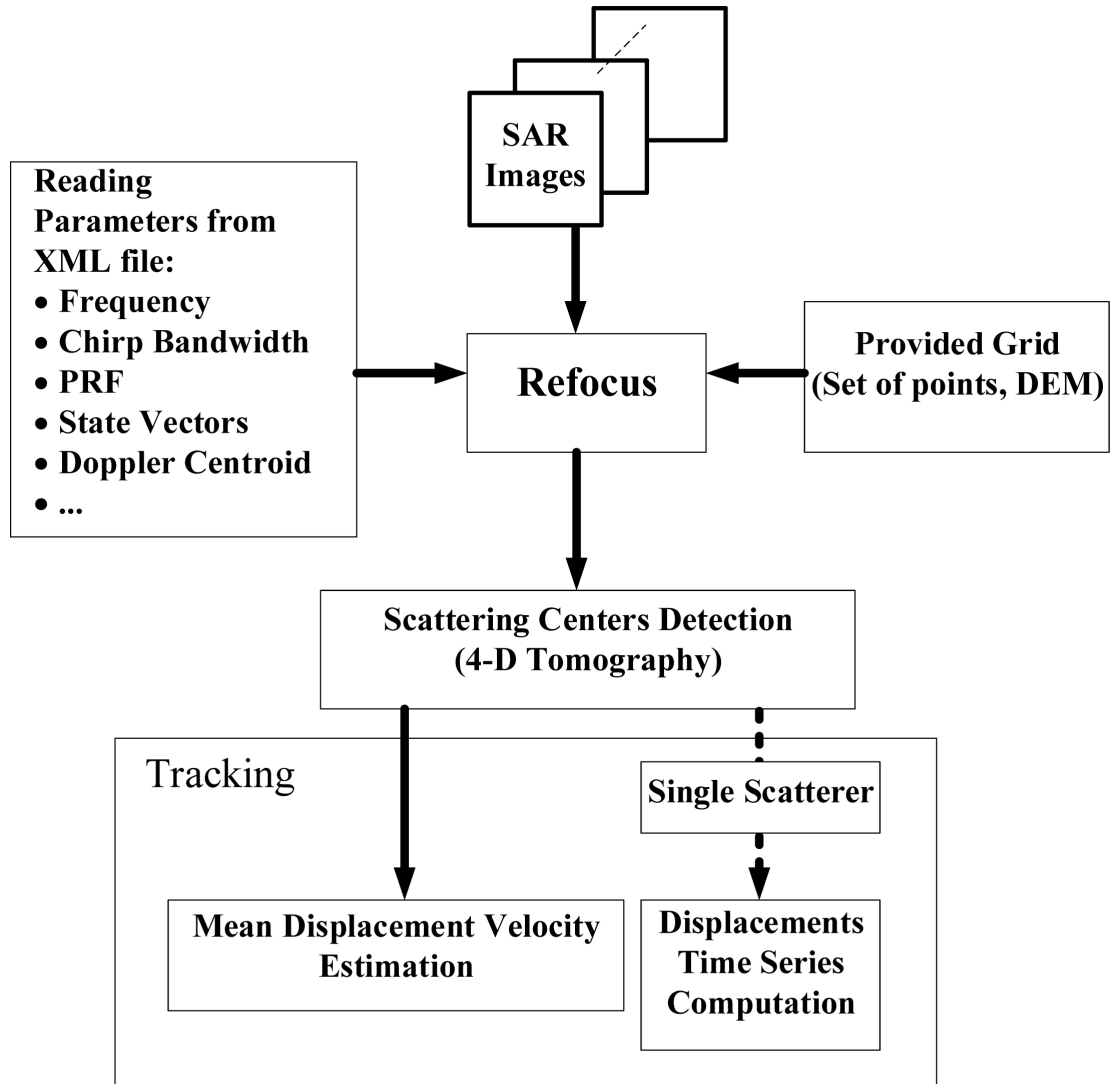 SAR
Images
Reading
Parameters from
XML file:
• Frequency
• Chirp Bandwidth
• PRF
• State Vectors
• Doppler Centroid
• ...
Refocus
Provided Grid
(Set of points, DEM)
Scattering Centers Detection
(4-D Tomography)
Tracking
Single Scatterer
Mean Displacement Velocity
Estimation
Displacements
Time Series
Computation